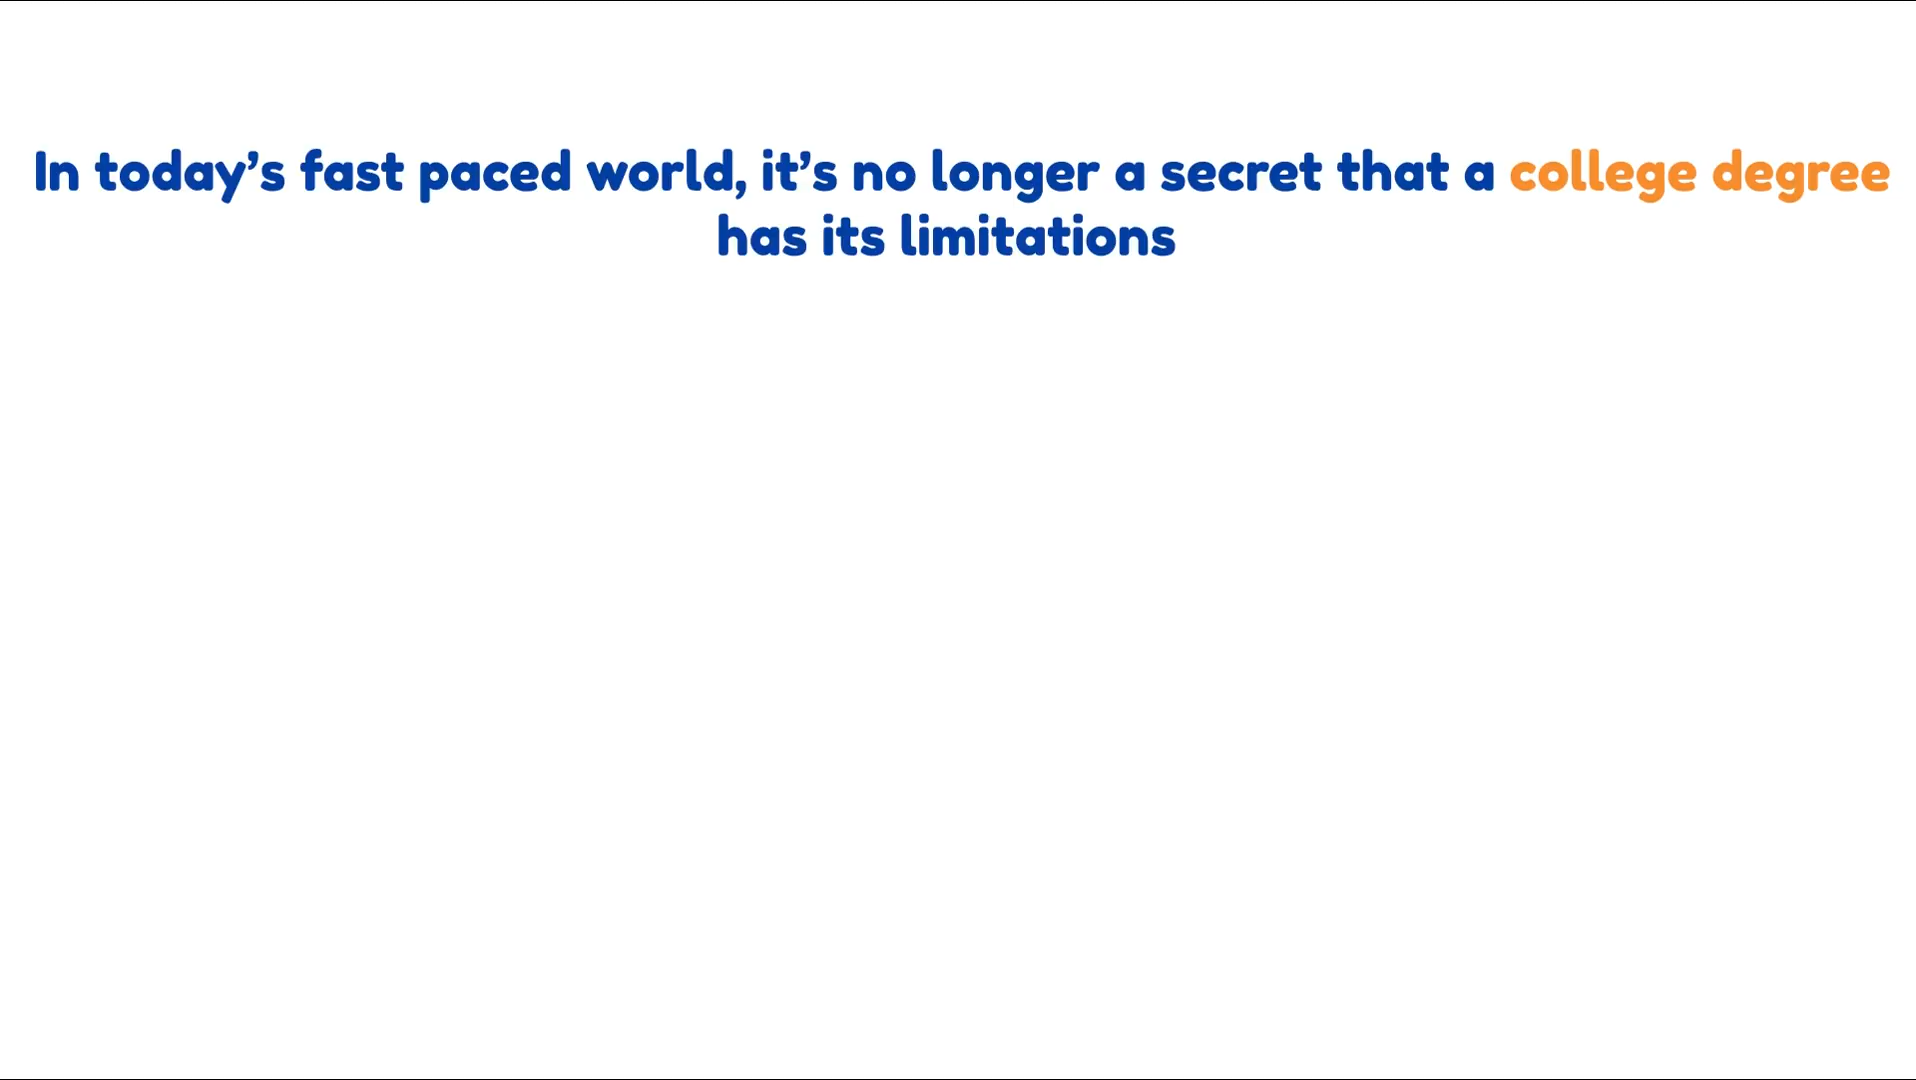 In today’s fast paced world, it’s no longer a secret that a college degree
has its limitations